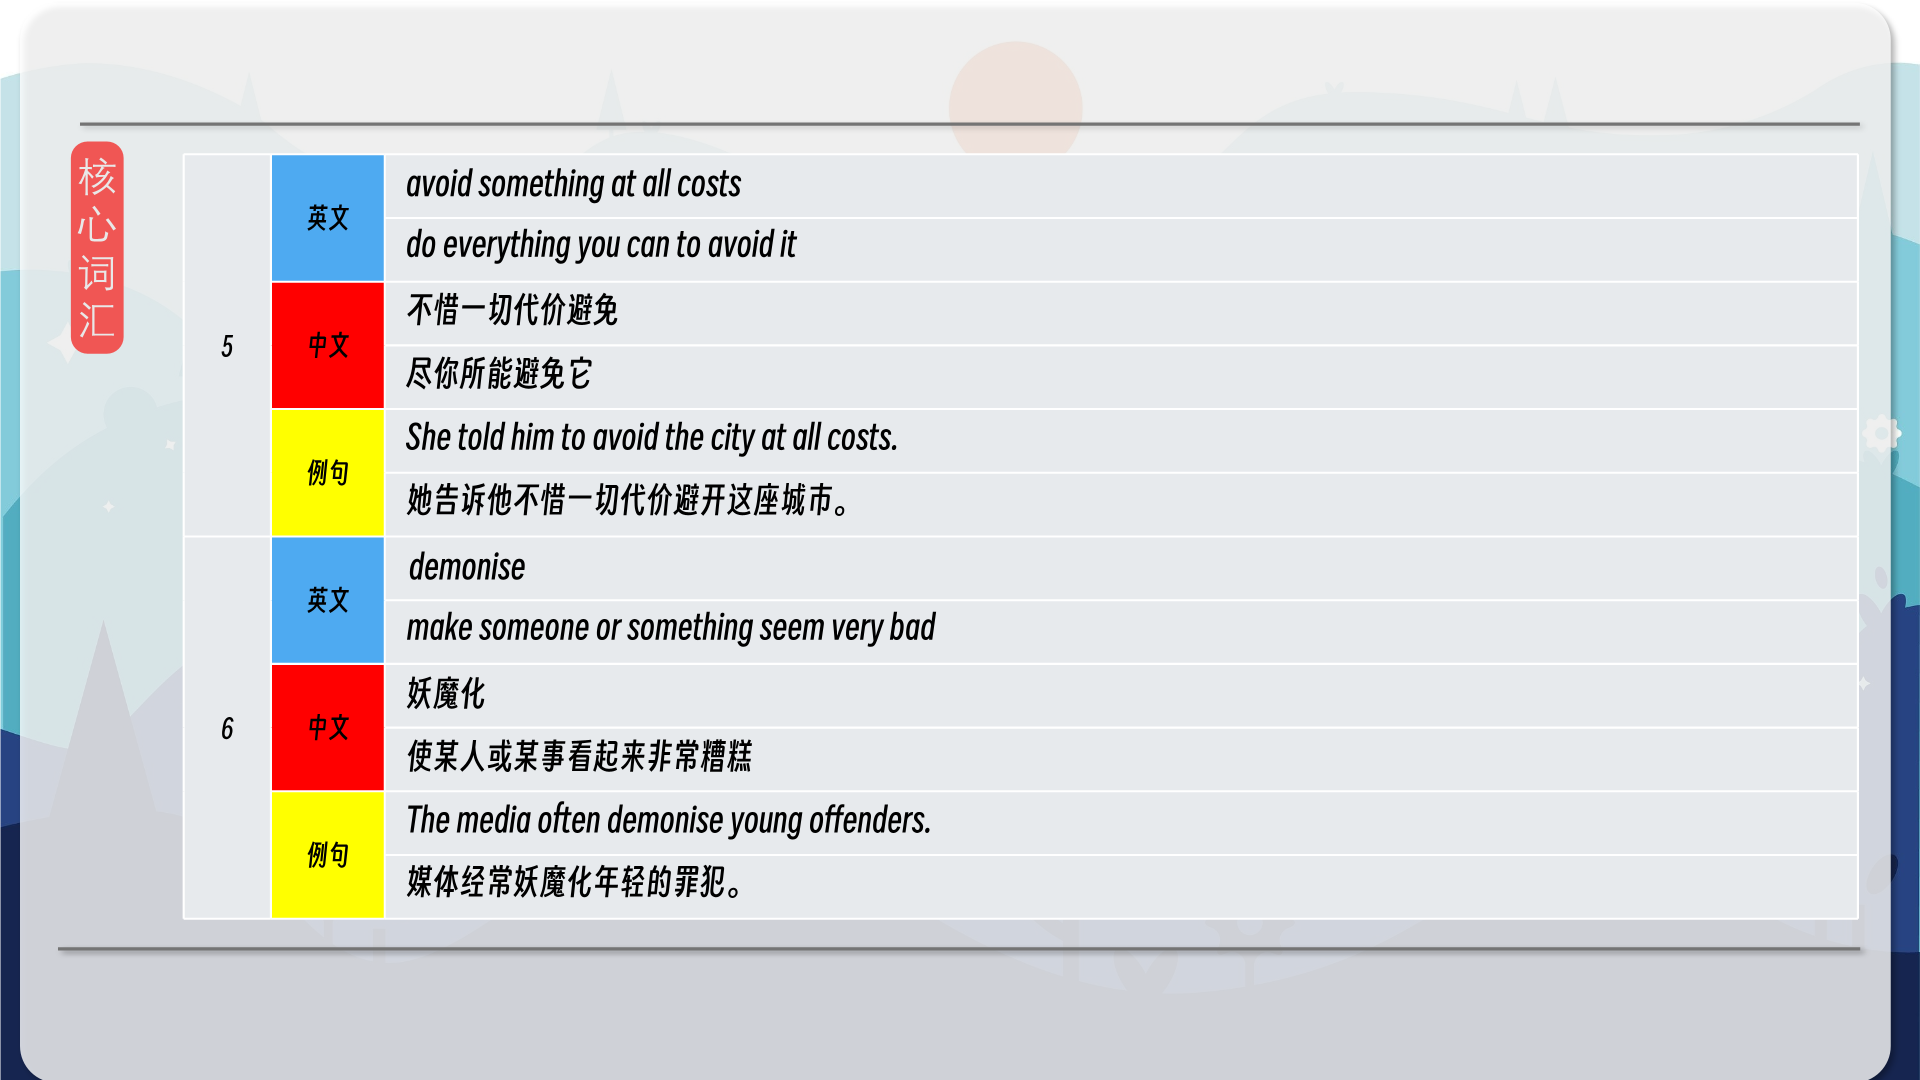 核心词汇
5
英文
avoid something at all costs
do everything you can to avoid it
中文
不惜一切代价避免
尽你所能避免它
例句
She told him to avoid the city at all costs.
她告诉他不惜一切代价避开这座城市。
6
英文
demonise
make someone or something seem very bad
中文
妖魔化
使某人或某事看起来非常糟糕
例句
The media often demonise young offenders.
媒体经常妖魔化年轻的罪犯。